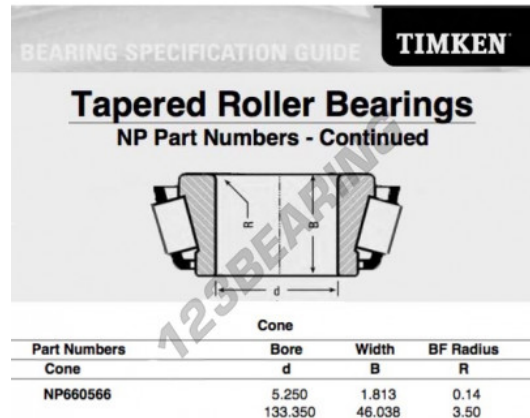 BEARING SPECIFICATION GUIDE
TIMKEN
Tapered Roller Bearings
NP Part Numbers - Continued
R
B
d
123BEARING
Cone
Part Numbers Bore Width BF Radius
Cone d B R
NP660566 5.250 1.813 0.14
133.350 46.038 3.50